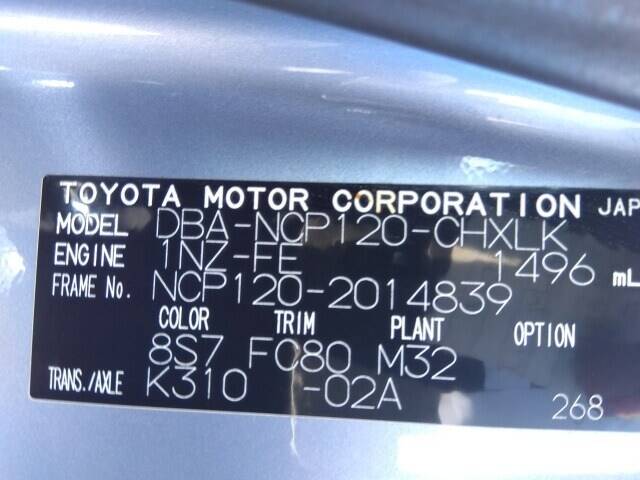 TOYOTA MOTOR CORPORATION JAP
MODEL DBA-NCP120-CHXLK
ENGINE 1NZ-FE 1496 mL
FRAME No. NCP120-2014839
COLOR TRIM PLANT OPTION
8S7 FC80 M32
TRANS./AXLE K310 -02A
268